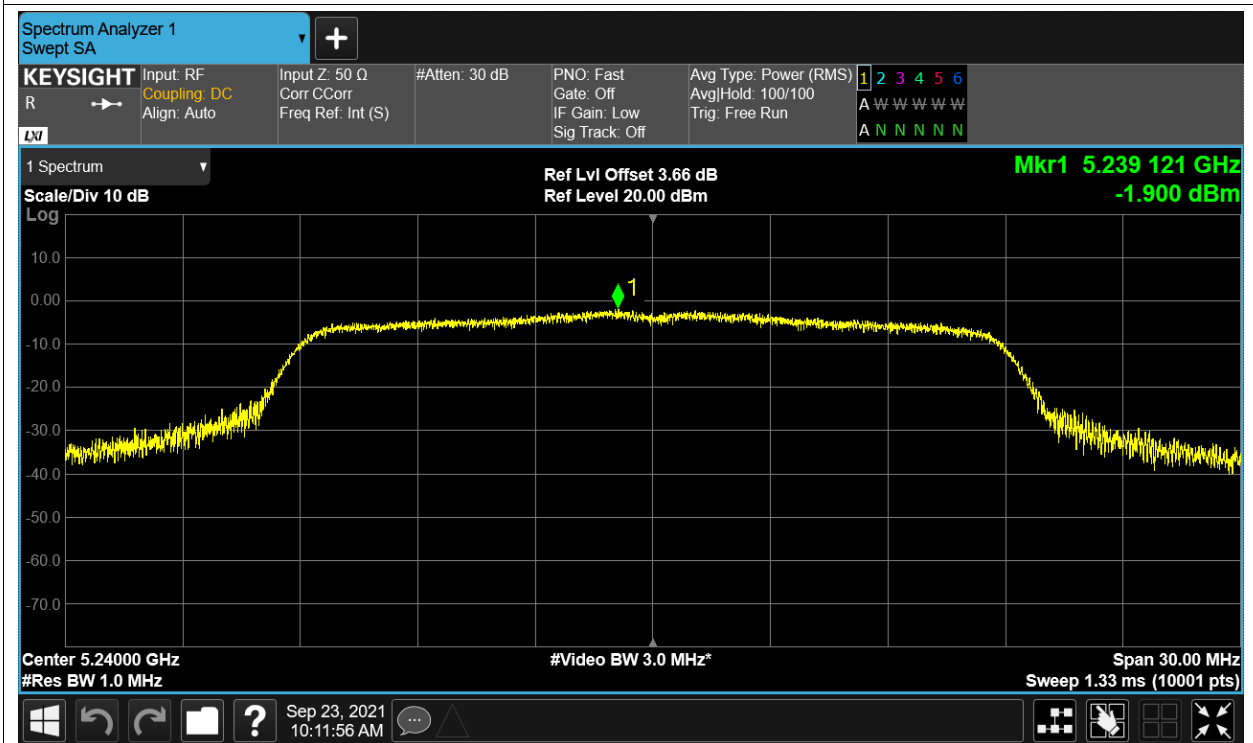 Spectrum Analyzer 1
Swept SA
KEYSIGHT
R
LXI
Input: RF
Coupling: DC
Align: Auto
Input Z: 50 Ω
Corr CCorr
Freq Ref: Int (S)
#Atten: 30 dB
PNO: Fast
Gate: Off
IF Gain: Low
Sig Track: Off
Avg Type: Power (RMS)
Avg|Hold: 100/100
Trig: Free Run
1 2 3 4 5 6
A W W W W W
A N N N N N
1 Spectrum
Scale/Div 10 dB
Log
Ref Lvl Offset 3.66 dB
Ref Level 20.00 dBm
Mkr1 5.239 121 GHz
-1.900 dBm
10.0
0.00
-10.0
-20.0
-30.0
-40.0
-50.0
-60.0
-70.0
1
Center 5.24000 GHz
#Res BW 1.0 MHz
#Video BW 3.0 MHz*
Span 30.00 MHz
Sweep 1.33 ms (10001 pts)
?
Sep 23, 2021
10:11:56 AM